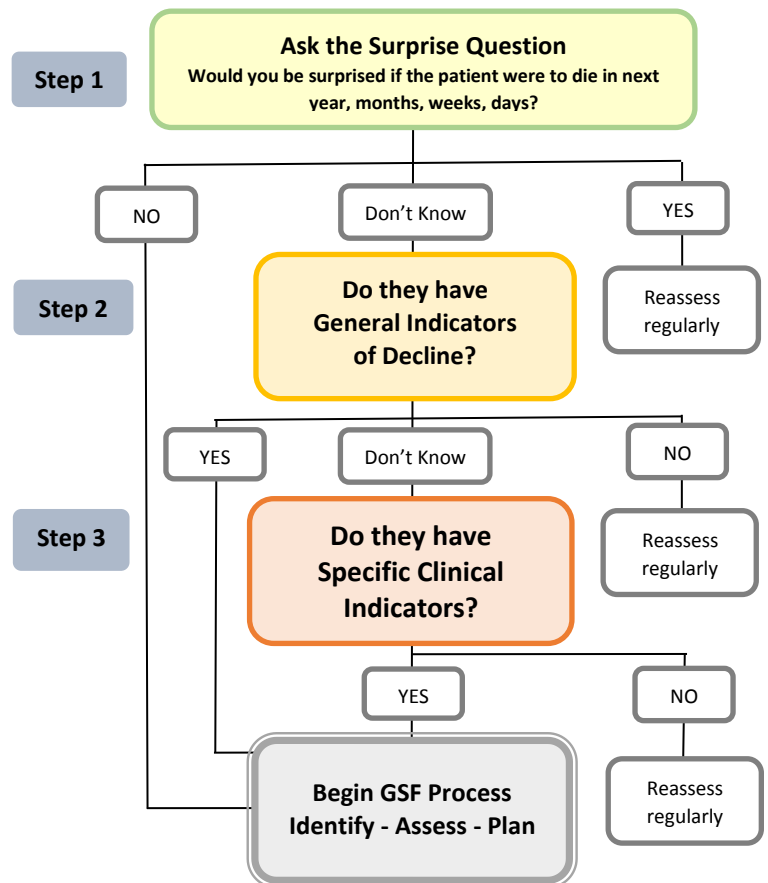 Ask the Surprise Question
Step 1
Would you be surprised if the patient were to die in next
year, months, weeks, days?
NO
Don't Know
YES
Step 2
Do they have
General Indicators
of Decline?
Reassess
regularly
YES
Don't Know
NO
Step 3
Do they have
Specific Clinical
Indicators?
Reassess
regularly
YES
NO
Begin GSF Process
Identify - Assess - Plan
Reassess
regularly